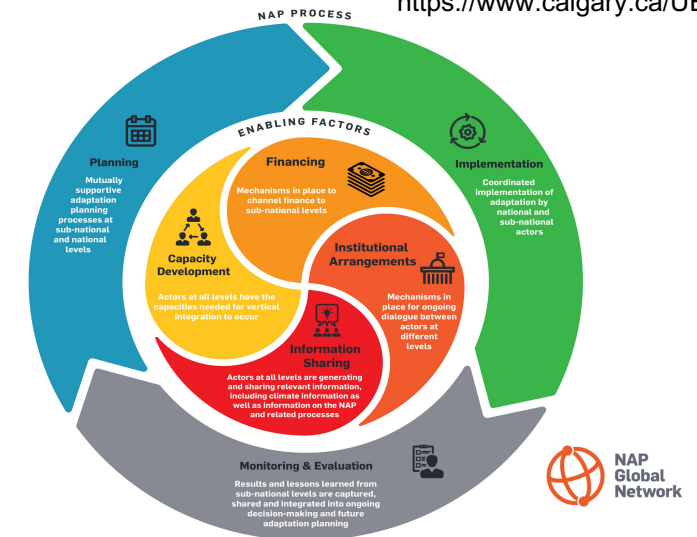 https://www.calgary.ca/UE
NAP PROCESS
ENABLING FACTORS
Planning
Mutually
supportive
adaptation
planning
processes at
sub-national
and national
levels
Financing
Mechanisms in place to
channel finance to
sub-national levels
Implementation
Coordinated
implementation of
adaptation by
national and
sub-national
actors
Capacity
Development
Actors at all levels have the
capacities needed for vertical
integration to occur
Institutional
Arrangements
Mechanisms in
place for ongoing
dialogue between
actors at
different
levels
Information
Sharing
Actors at all levels are generating
and sharing relevant information,
including climate information as
well as information on the NAP
and related processes
Monitoring & Evaluation
Results and lessons learned from
sub-national levels are captured,
shared and integrated into ongoing
decision-making and future
adaptation planning
NAP
Global
Network